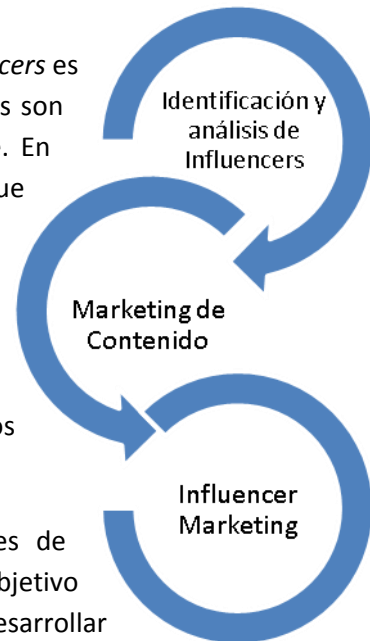 cers es
s son
. En
ue
Identificación y
análisis de
Influencers
Marketing de
Contenido
os
Influencer
Marketing
es de
bjetivo
esarrollar